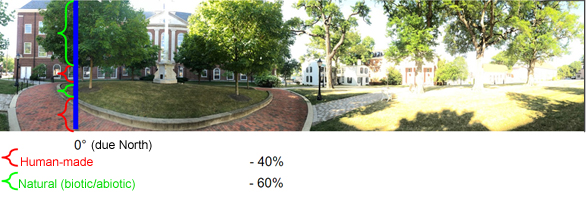 0° (due North)
Human-made - 40%
Natural (biotic/abiotic) - 60%